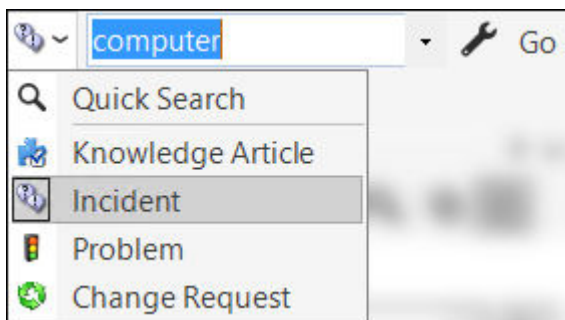 computer Go
Quick Search
Knowledge Article
Incident
Problem
Change Request